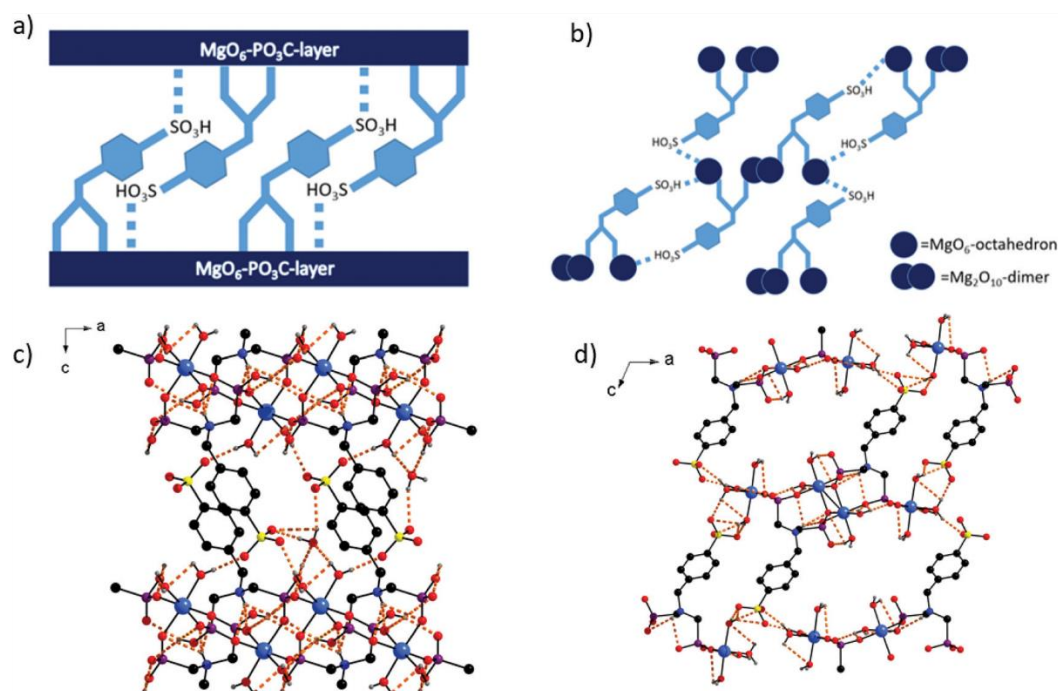 a)
MgO₆-PO₃C-layer
SO₃H
SO₃H
HO₃S
HO₃S
MgO₆-PO₃C-layer
b)
SO₃H
HO₃S
HO₃S
SO₃H
SO₃H
HO₃S
=MgO₆-octahedron
=Mg₂O₁₀-dimer
c)
a
c
d)
a
c